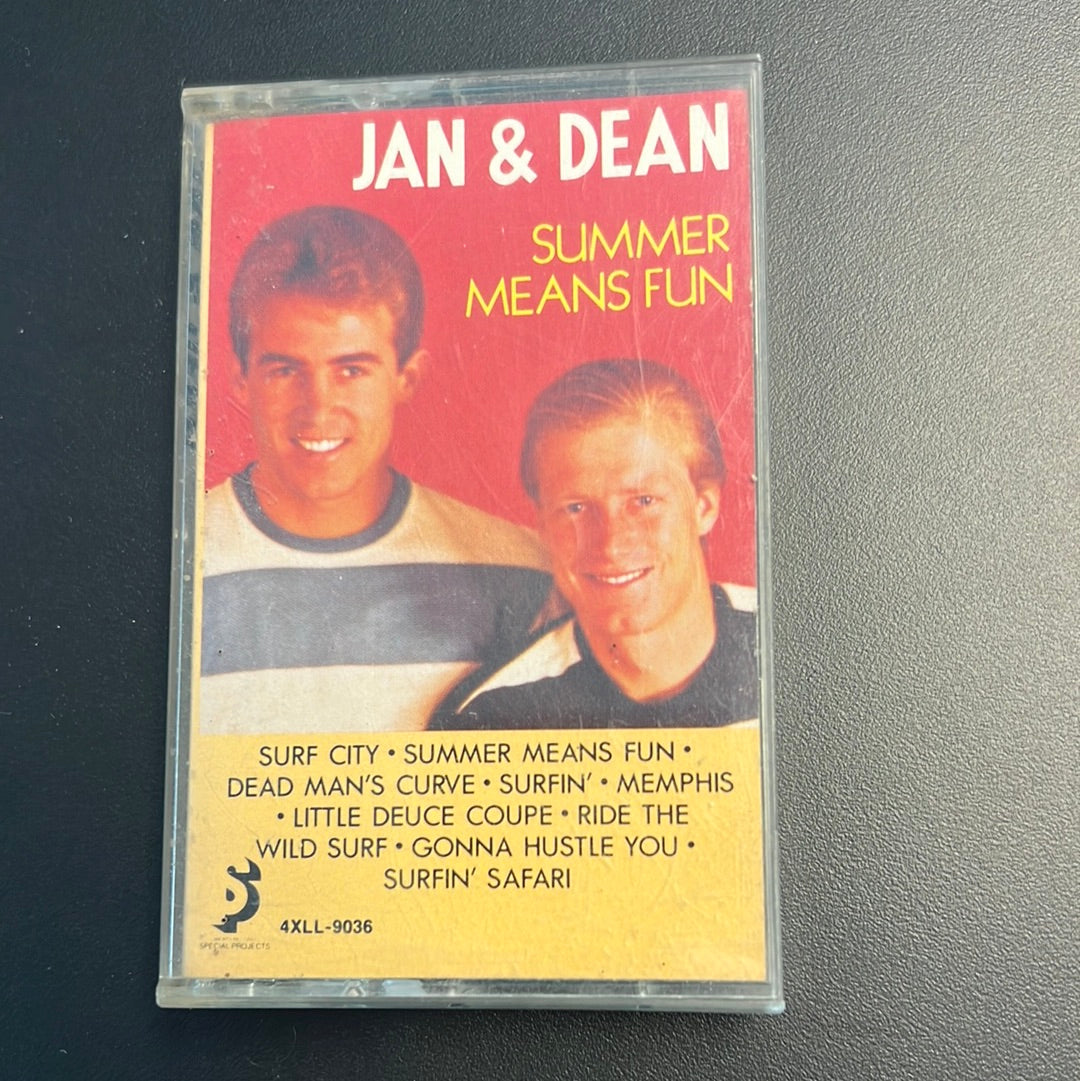 JAN & DEAN
SUMMER
MEANS FUN
SURF CITY • SUMMER MEANS FUN •
DEAD MAN'S CURVE • SURFIN' • MEMPHIS
• LITTLE DEUCE COUPE • RIDE THE
WILD SURF • GONNA HUSTLE YOU •
SURFIN' SAFARI
4XLL-9036
SPECIAL PROJECTS